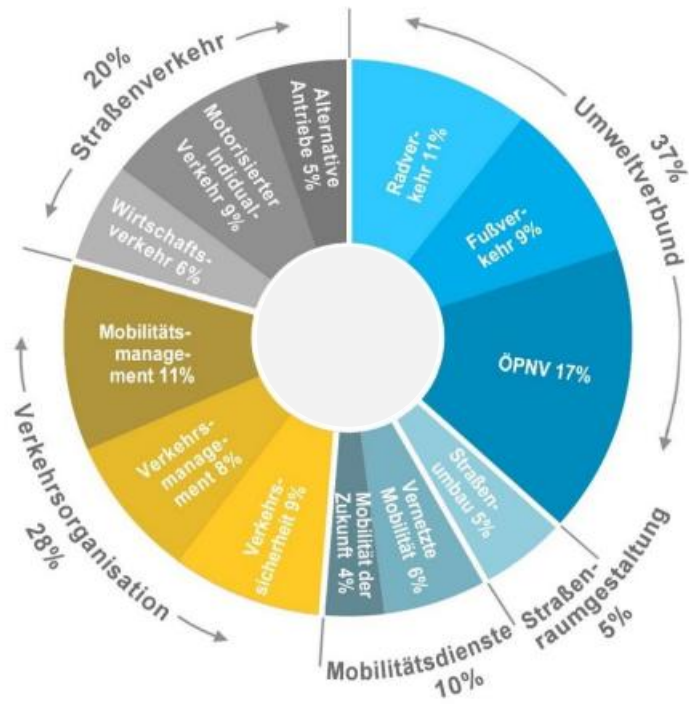 20%
Straßenverkehr
Alternative
Antriebe 5%
Motorisierter
Individual-
Verkehr 9%
Wirtschafts-
verkehr 6%
37%
Umweltverbund
Radver-
kehr 11%
Fußver-
kehr 9%
ÖPNV 17%
Straßen-
raumgestaltung
5%
Straßen-
umbau 5%
Mobilitätsdienste
10%
Vernetzte
Mobilität 6%
Mobilität der
Zukunft 4%
Verkehrsorganisation
28%
Verkehrs-
sicherheit 9%
Verkehrs-
manage-
ment 8%
Mobilitäts-
manage-
ment 11%